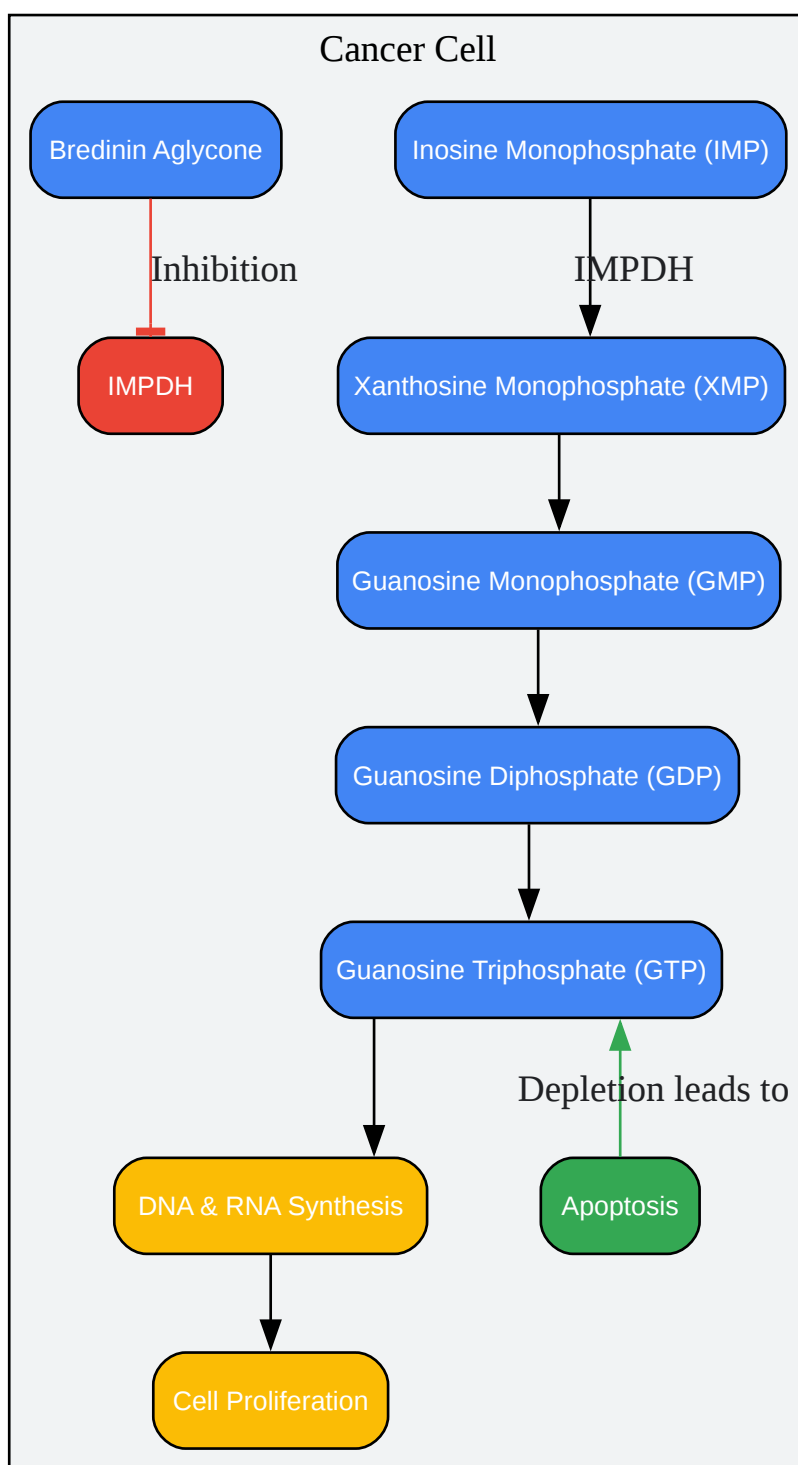 Cancer Cell
Bredinin Aglycone
Inosine Monophosphate (IMP)
Inhibition
IMPDH
IMPDH
Xanthosine Monophosphate (XMP)
Guanosine Monophosphate (GMP)
Guanosine Diphosphate (GDP)
Guanosine Triphosphate (GTP)
Depletion leads to
DNA & RNA Synthesis
Apoptosis
Cell Proliferation